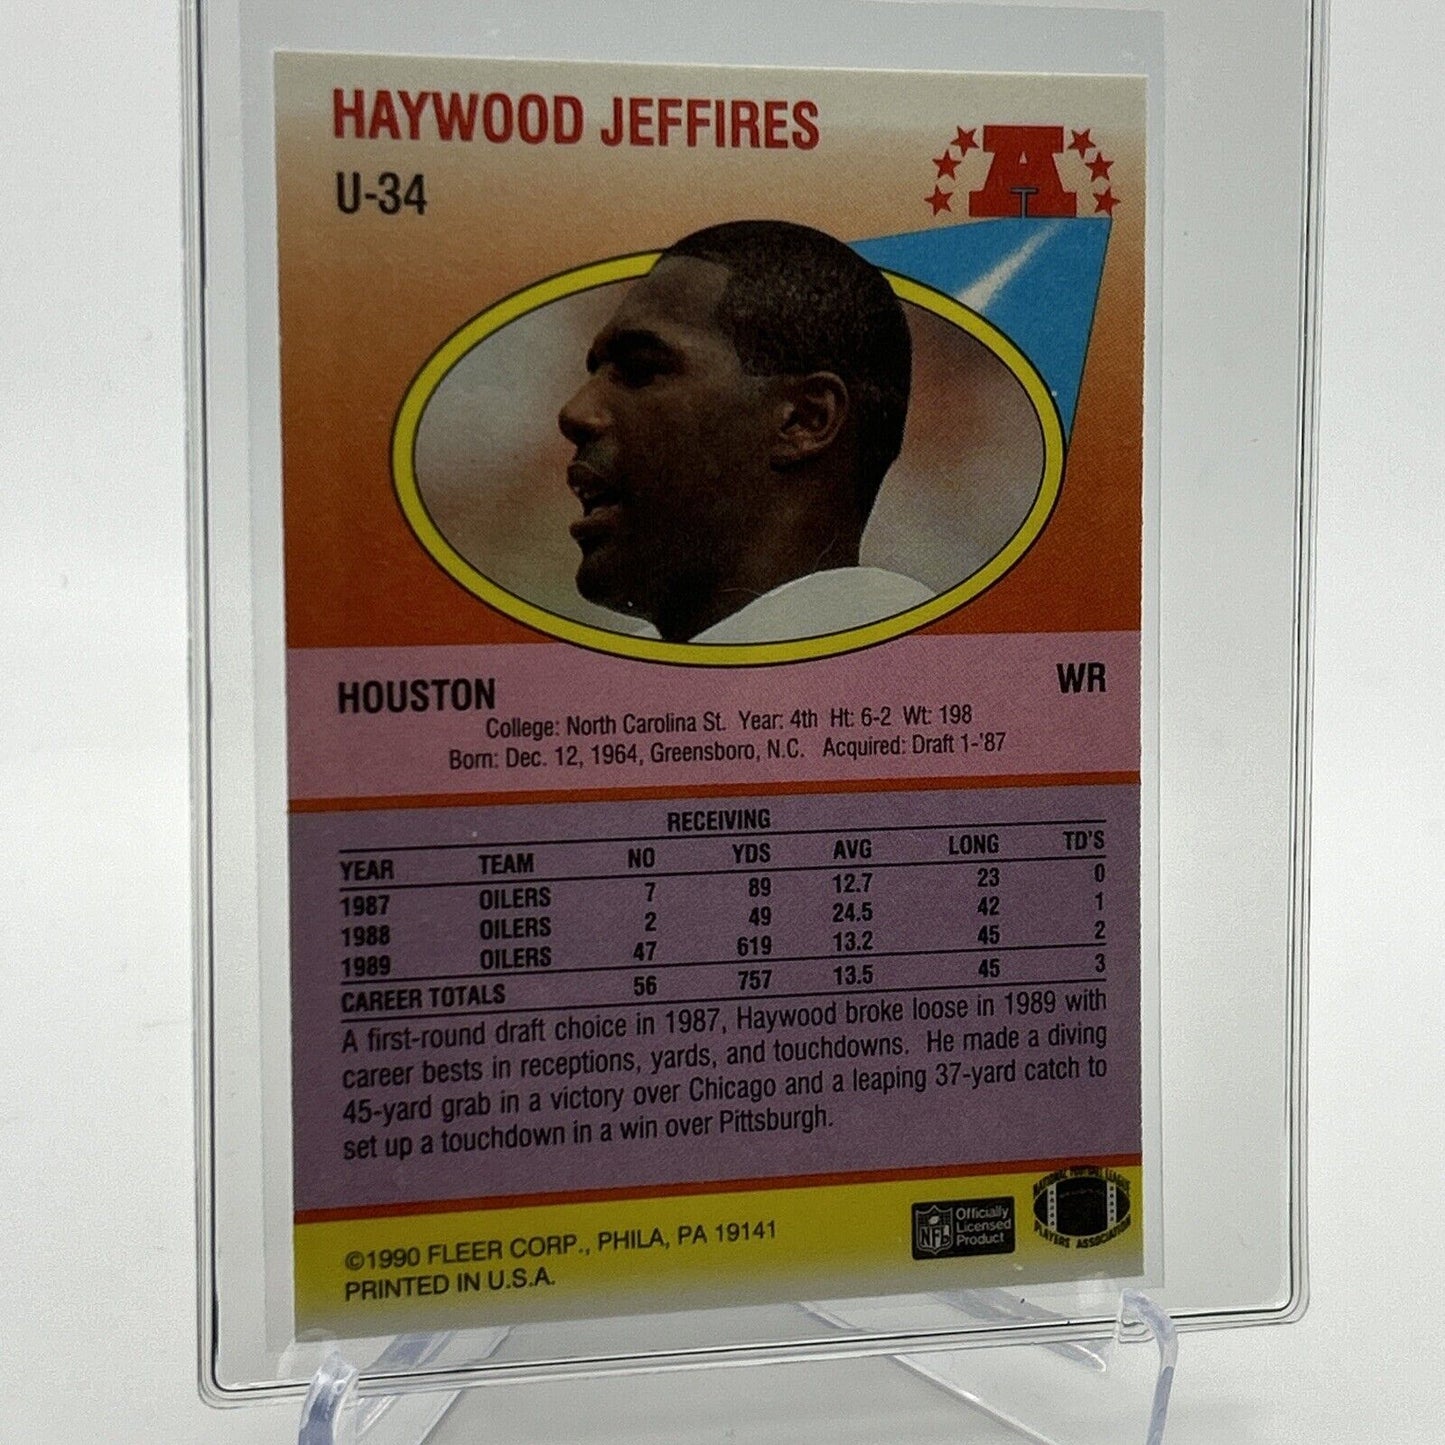 HAYWOOD JEFFIRES
U-34
A
HOUSTON
WR
College: North Carolina St. Year: 4th Ht: 6-2 Wt: 198
Born: Dec. 12, 1964, Greensboro, N.C. Acquired: Draft 1-'87
RECEIVING
YEAR TEAM NO YDS AVG LONG TD'S
1987 OILERS 7 89 12.7 23 0
1988 OILERS 2 49 24.5 42 1
1989 OILERS 47 619 13.2 45 2
CAREER TOTALS 56 757 13.5 45 3
A first-round draft choice in 1987, Haywood broke loose in 1989 with
career bests in receptions, yards, and touchdowns. He made a diving
45-yard grab in a victory over Chicago and a leaping 37-yard catch to
set up a touchdown in a win over Pittsburgh.
©1990 FLEER CORP., PHILA, PA 19141
PRINTED IN U.S.A.
NFL
Officially
Licensed
Product
NATIONAL FOOTBALL LEAGUE
PLAYERS ASSOCIATION